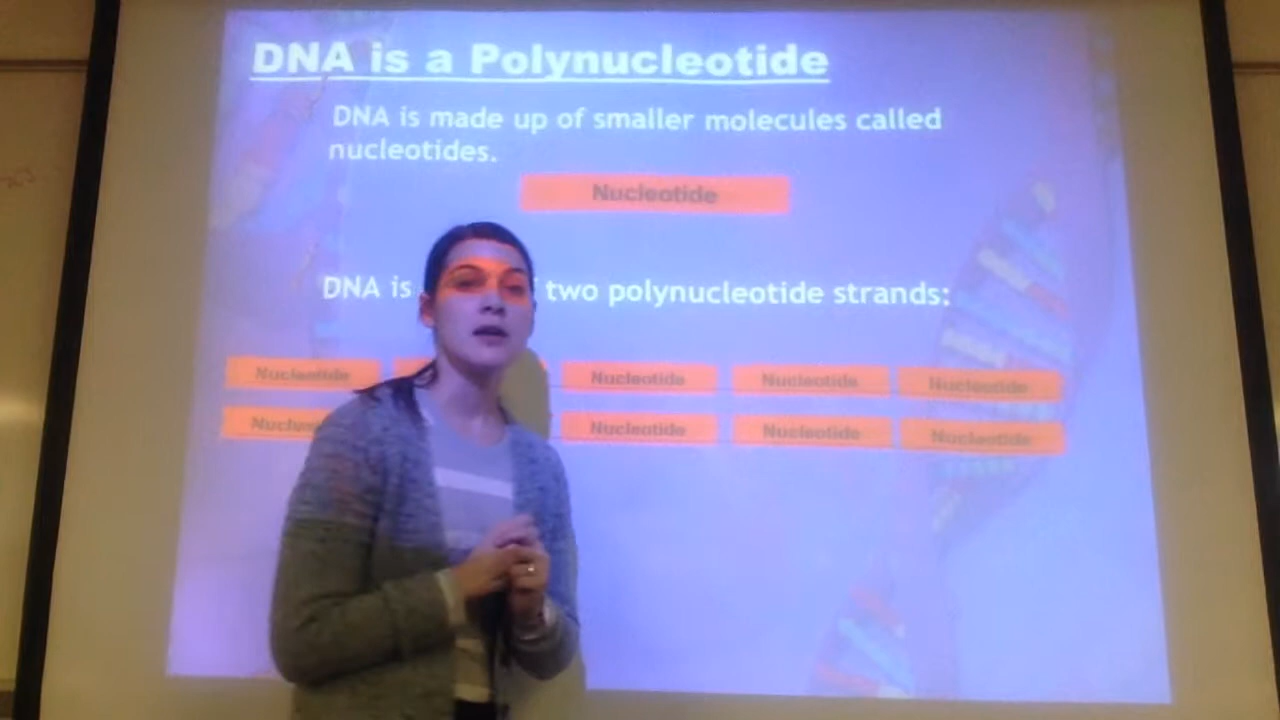 DNA is a Polynucleotide
DNA is made up of smaller molecules called
nucleotides.
Nucleotide
DNA is two polynucleotide strands:
Nucleotide Nucleotide Nucleotide Nucleotide
Nucleotide Nucleotide Nucleotide